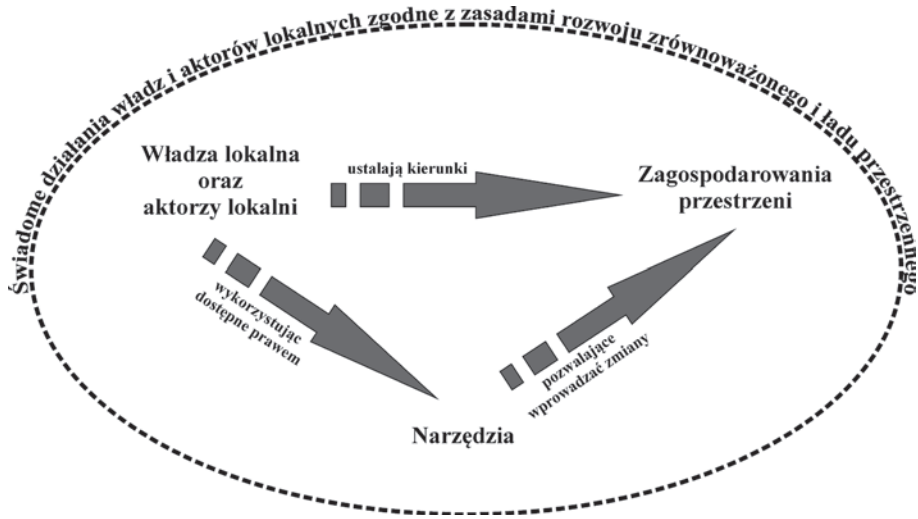 Świadome działania władz i aktorów lokalnych zgodne z zasadami rozwoju zrównoważonego i ładu przestrzennego
Władza lokalna
oraz
aktorzy lokalni
ustalają kierunki
Zagospodarowania
przestrzeni
wykorzystując
dostępne prawem
pozwalające
wprowadzać zmiany
Narzędzia